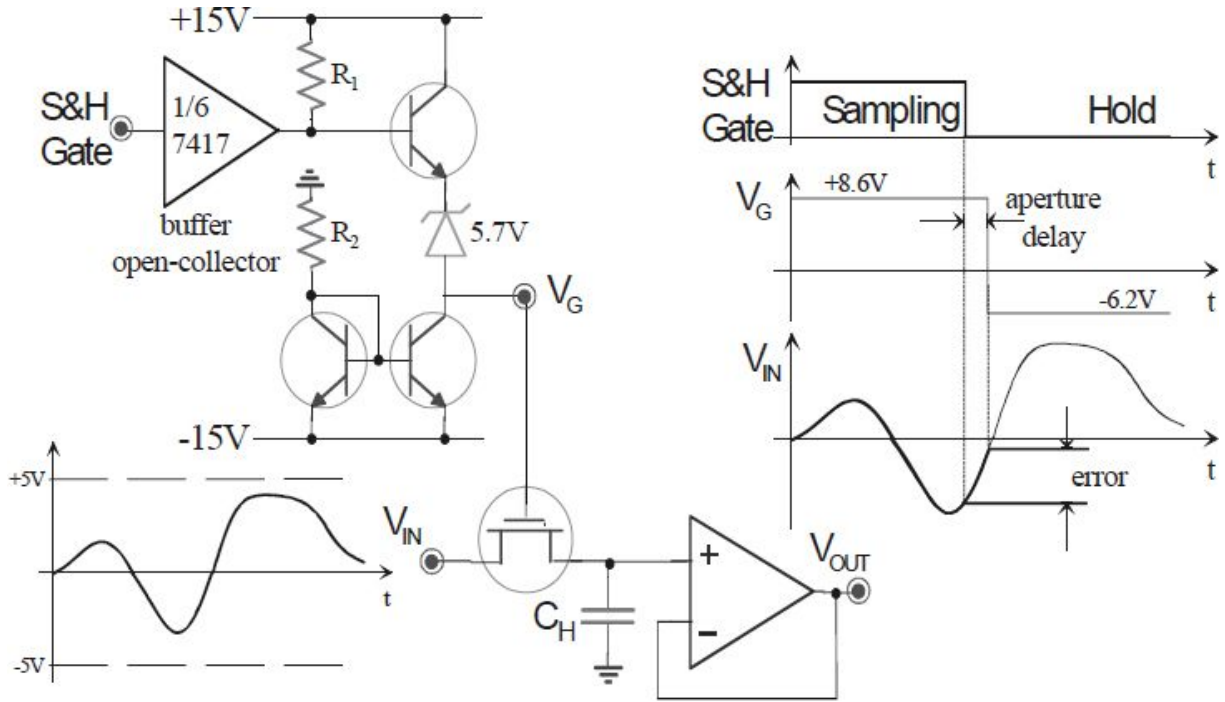 +15V
S&H
Gate
1/6
7417
buffer
open-collector
R1
R2
5.7V
VG
-15V
+5V
-5V
t
VIN
CH
+
-
VOUT
S&H
Gate
Sampling
Hold
t
VG
+8.6V
aperture
delay
-6.2V
t
VIN
error
t